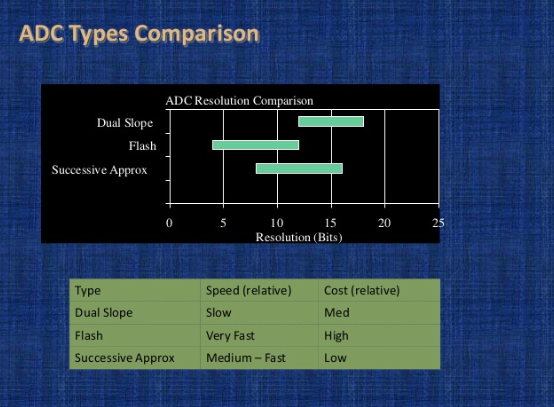 ADC Types Comparison
ADC Resolution Comparison
Dual Slope
Flash
Successive Approx
0 5 10 15 20 25
Resolution (Bits)
Type Speed (relative) Cost (relative)
Dual Slope Slow Med
Flash Very Fast High
Successive Approx Medium – Fast Low